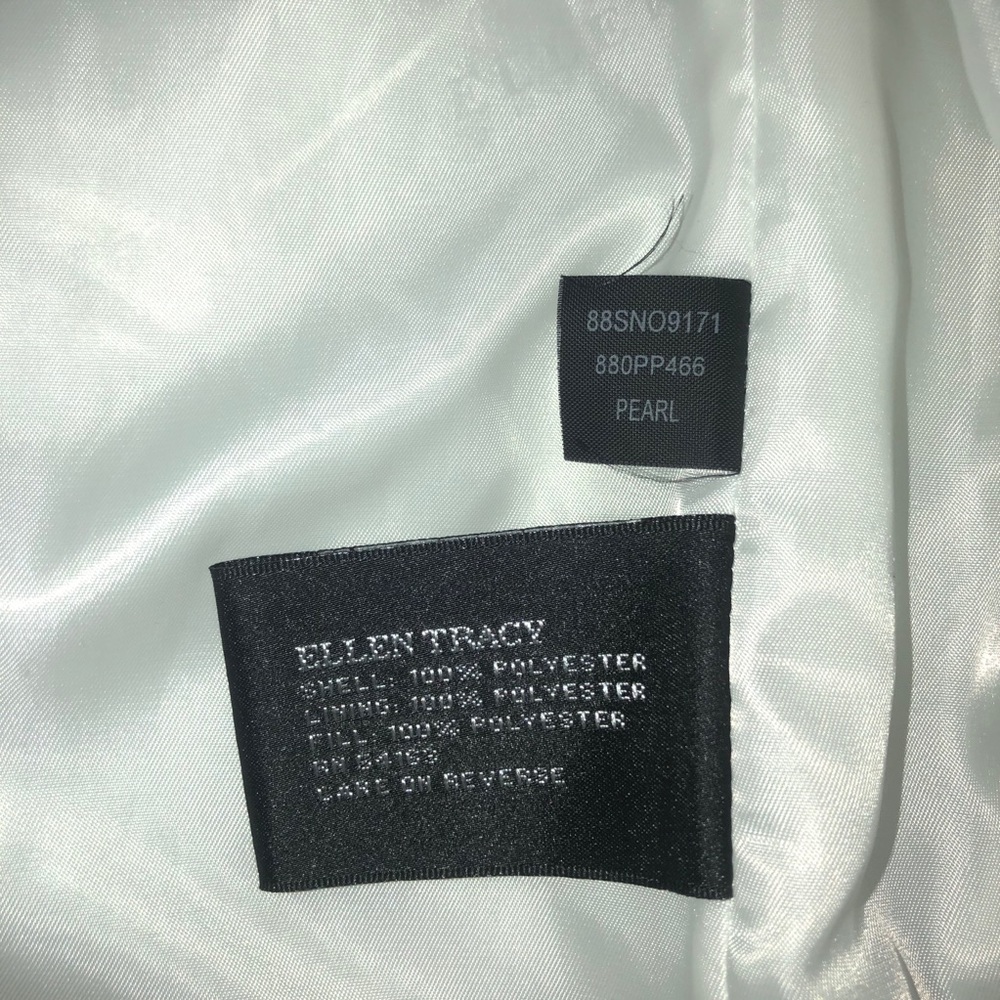 88SNO9171
880PP466
PEARL
ELLEN TRACY
SHELL: 100% POLYESTER
LINING: 100% POLYESTER
FILL: 100% POLYESTER
RN
CARE ON REVERSE